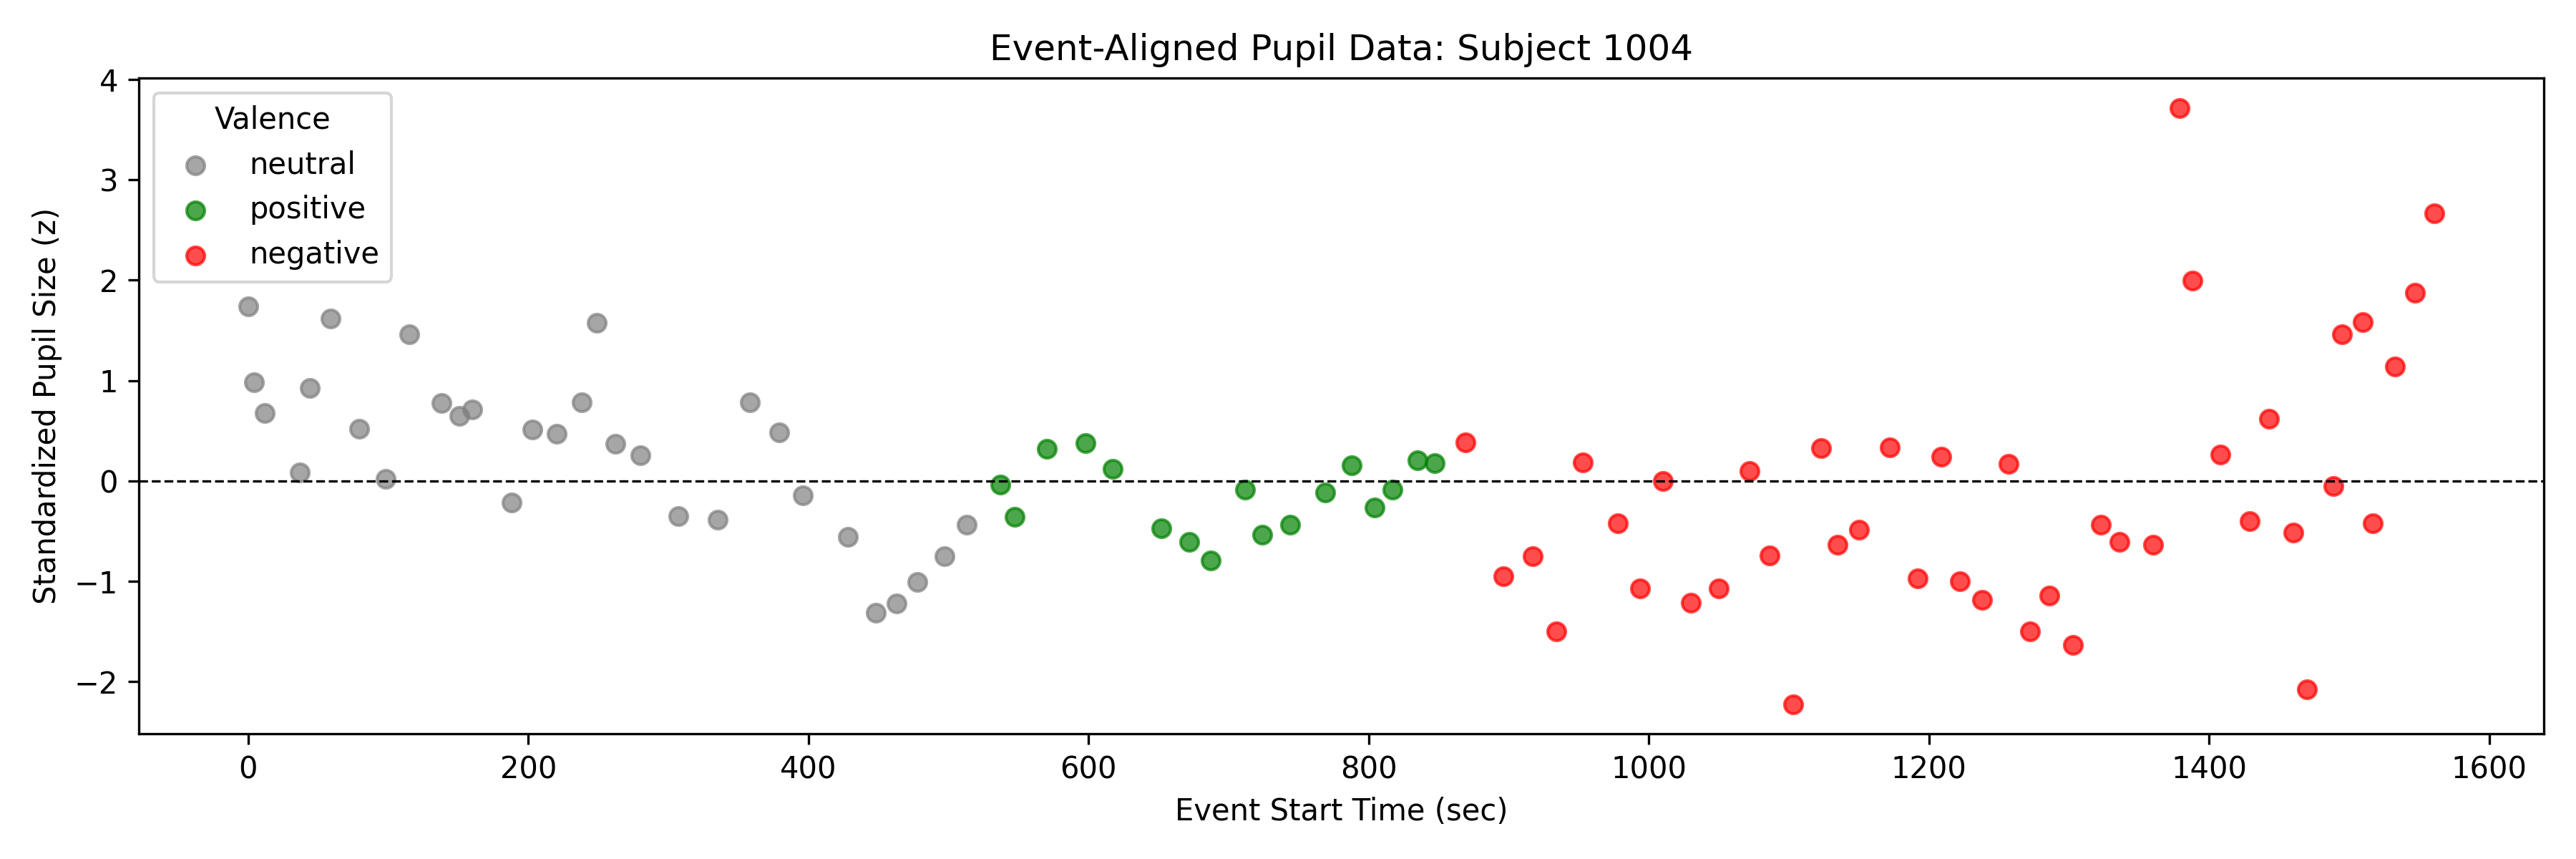 Event-Aligned Pupil Data: Subject 1004
Standardized Pupil Size (z)
4
3
2
1
0
−1
−2
Valence
neutral
positive
negative
0 200 400 600 800 1000 1200 1400 1600
Event Start Time (sec)